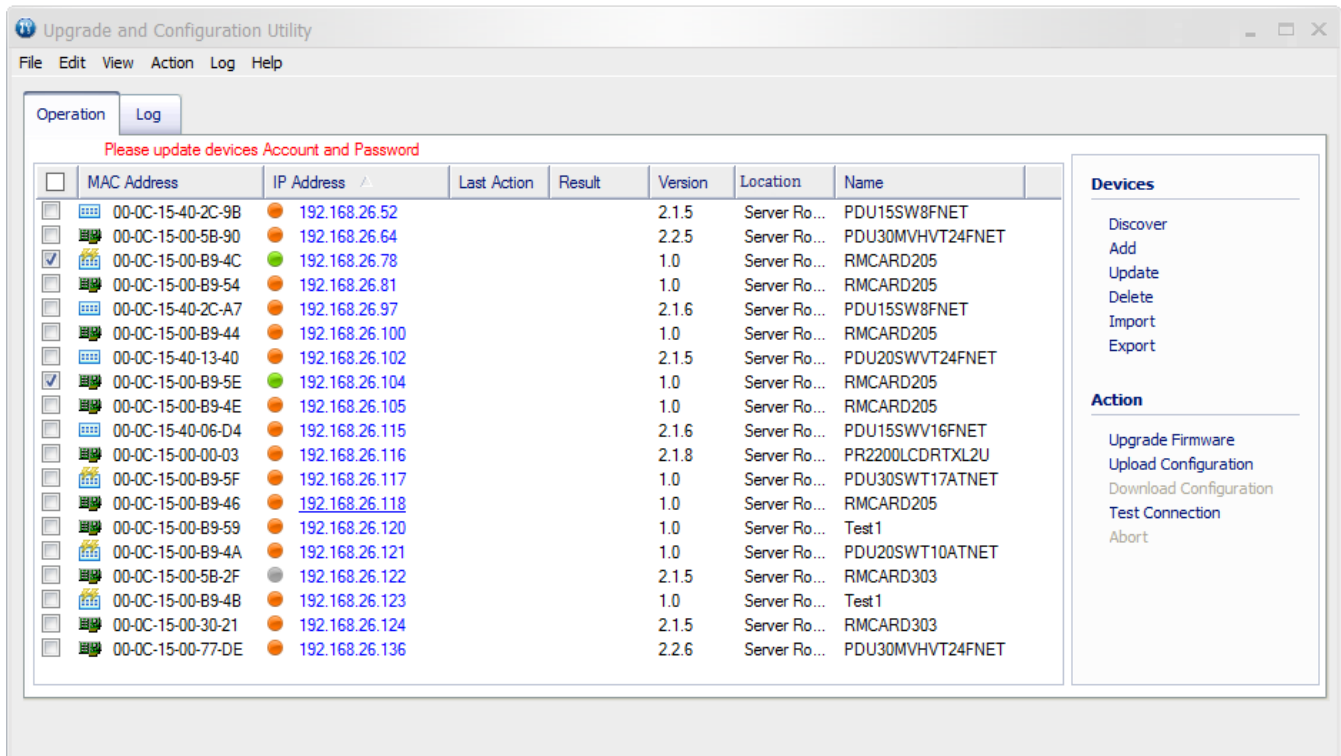 Upgrade and Configuration Utility
File Edit View Action Log Help
Operation Log
Please update devices Account and Password
MAC Address IP Address Last Action Result Version Location Name
00-0C-15-40-2C-9B 192.168.26.52 2.1.5 Server Ro... PDU15SW8FNET
00-0C-15-00-5B-90 192.168.26.64 2.2.5 Server Ro... PDU30MVHVT24FNET
00-0C-15-00-B9-4C 192.168.26.78 1.0 Server Ro... RMCARD205
00-0C-15-00-B9-54 192.168.26.81 1.0 Server Ro... RMCARD205
00-0C-15-40-2C-A7 192.168.26.97 2.1.6 Server Ro... PDU15SW8FNET
00-0C-15-00-B9-44 192.168.26.100 1.0 Server Ro... RMCARD205
00-0C-15-40-13-40 192.168.26.102 2.1.5 Server Ro... PDU20SWVT24FNET
00-0C-15-00-B9-5E 192.168.26.104 1.0 Server Ro... RMCARD205
00-0C-15-00-B9-4E 192.168.26.105 1.0 Server Ro... RMCARD205
00-0C-15-40-06-D4 192.168.26.115 2.1.6 Server Ro... PDU15SWV16FNET
00-0C-15-00-00-03 192.168.26.116 2.1.8 Server Ro... PR2200LCDRTXL2U
00-0C-15-00-B9-5F 192.168.26.117 1.0 Server Ro... PDU30SWT17ATNET
00-0C-15-00-B9-46 192.168.26.118 1.0 Server Ro... RMCARD205
00-0C-15-00-B9-59 192.168.26.120 1.0 Server Ro... Test1
00-0C-15-00-B9-4A 192.168.26.121 1.0 Server Ro... PDU20SWT10ATNET
00-0C-15-00-5B-2F 192.168.26.122 2.1.5 Server Ro... RMCARD303
00-0C-15-00-B9-4B 192.168.26.123 1.0 Server Ro... Test1
00-0C-15-00-30-21 192.168.26.124 2.1.5 Server Ro... RMCARD303
00-0C-15-00-77-DE 192.168.26.136 2.2.6 Server Ro... PDU30MVHVT24FNET
Devices
Discover
Add
Update
Delete
Import
Export
Action
Upgrade Firmware
Upload Configuration
Download Configuration
Test Connection
Abort